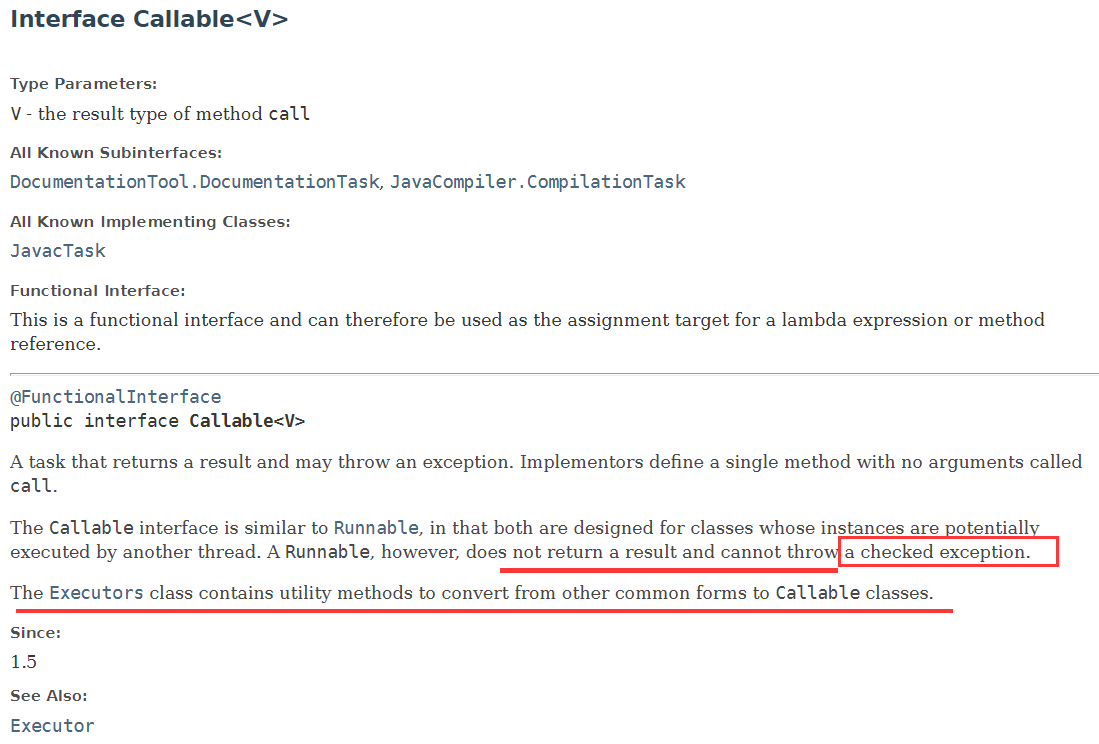 Interface Callable<V>
Type Parameters:
V - the result type of method call
All Known Subinterfaces:
DocumentationTool.DocumentationTask, JavaCompiler.CompilationTask
All Known Implementing Classes:
JavacTask
Functional Interface:
This is a functional interface and can therefore be used as the assignment target for a lambda expression or method
reference.
@FunctionalInterface
public interface Callable<V>
A task that returns a result and may throw an exception. Implementors define a single method with no arguments called
call.
The Callable interface is similar to Runnable, in that both are designed for classes whose instances are potentially
executed by another thread. A Runnable, however, does not return a result and cannot throw a checked exception.
The Executors class contains utility methods to convert from other common forms to Callable classes.
Since:
1.5
See Also:
Executor